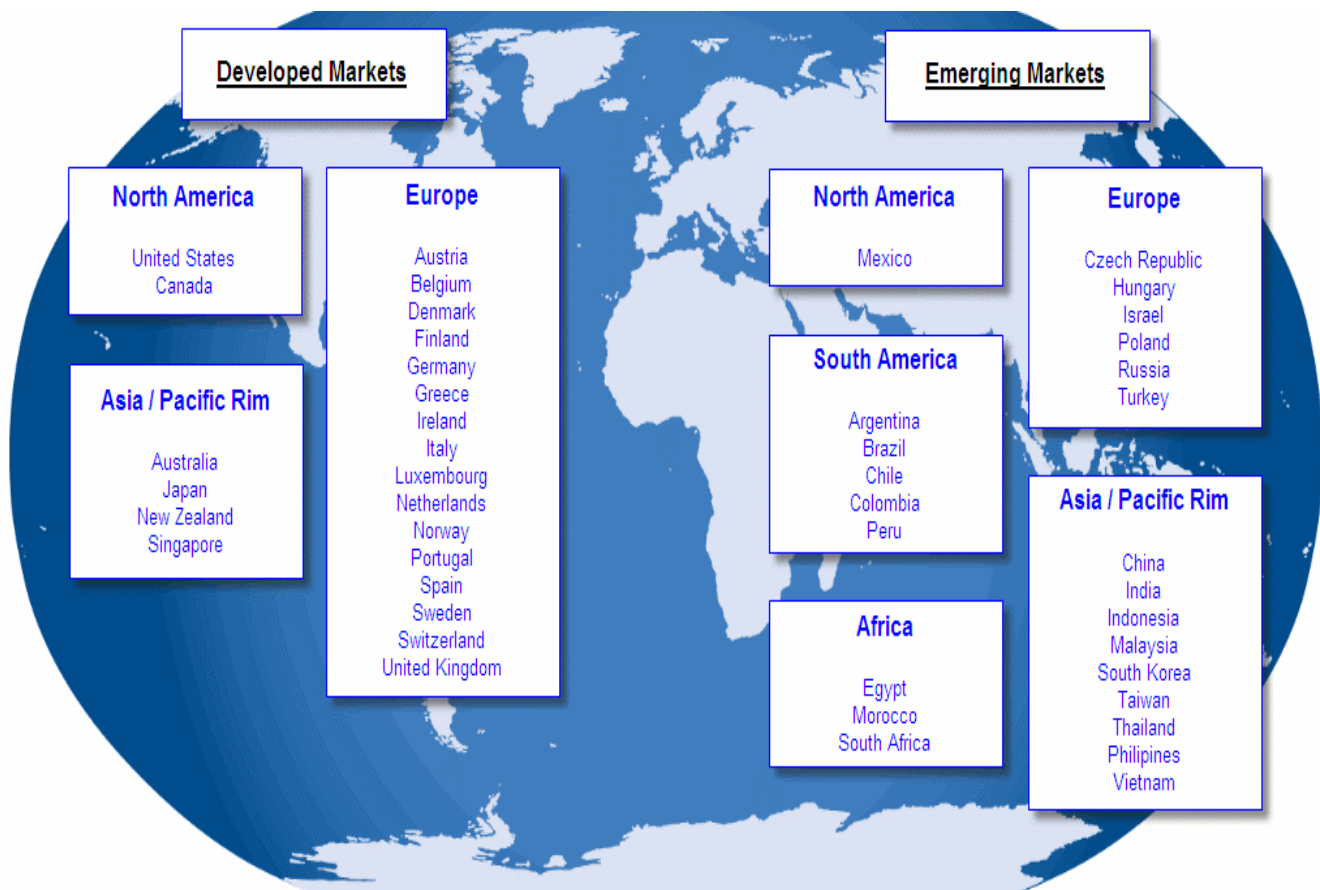 Developed Markets
North America
United States
Canada
Asia / Pacific Rim
Australia
Japan
New Zealand
Singapore
Europe
Austria
Belgium
Denmark
Finland
Germany
Greece
Ireland
Italy
Luxembourg
Netherlands
Norway
Portugal
Spain
Sweden
Switzerland
United Kingdom
Emerging Markets
North America
Mexico
South America
Argentina
Brazil
Chile
Colombia
Peru
Africa
Egypt
Morocco
South Africa
Europe
Czech Republic
Hungary
Israel
Poland
Russia
Turkey
Asia / Pacific Rim
China
India
Indonesia
Malaysia
South Korea
Taiwan
Thailand
Philipines
Vietnam